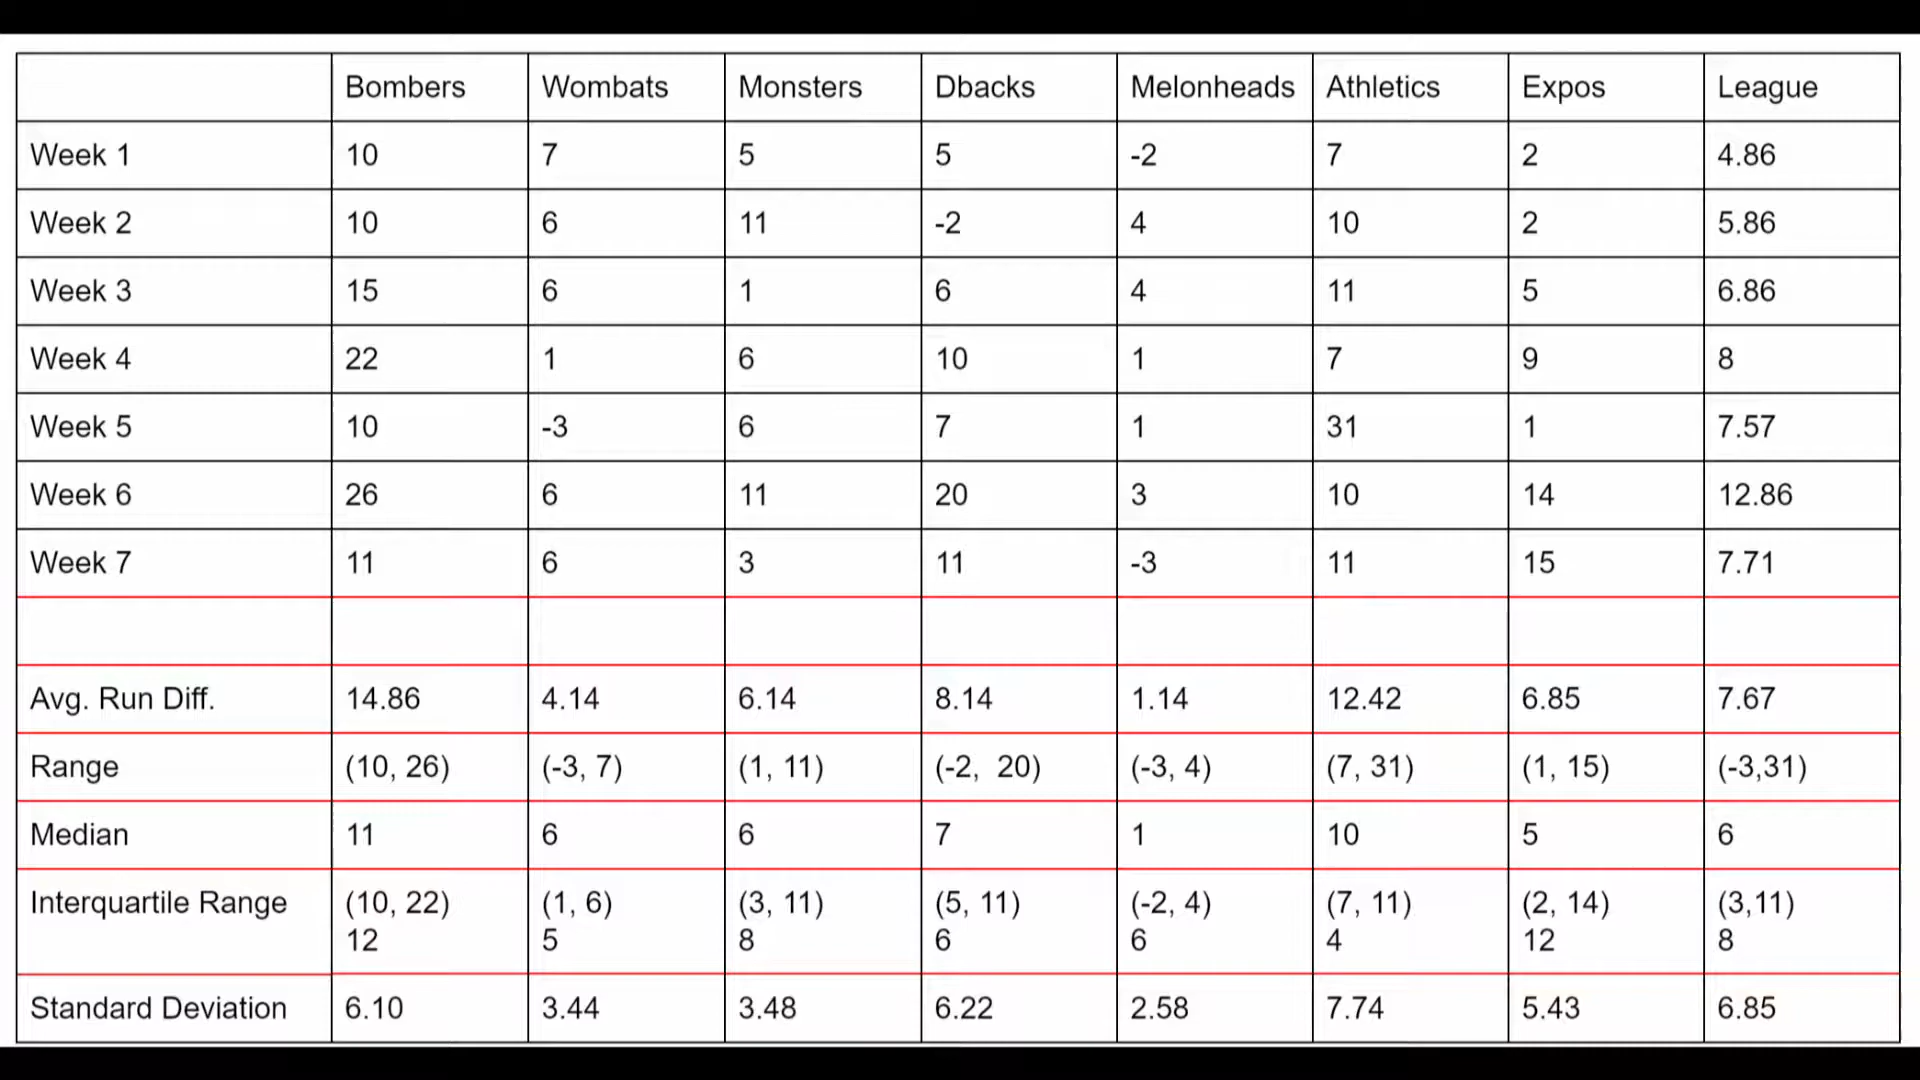 Bombers Wombats Monsters Dbacks Melonheads Athletics Expos League
Week 1 10 7 5 5 -2 7 2 4.86
Week 2 10 6 11 -2 4 10 2 5.86
Week 3 15 6 1 6 4 11 5 6.86
Week 4 22 1 6 10 1 7 9 8
Week 5 10 -3 6 7 1 31 1 7.57
Week 6 26 6 11 20 3 10 14 12.86
Week 7 11 6 3 11 -3 11 15 7.71
Avg. Run Diff. 14.86 4.14 6.14 8.14 1.14 12.42 6.85 7.67
Range (10, 26) (-3, 7) (1, 11) (-2, 20) (-3, 4) (7, 31) (1, 15) (-3,31)
Median 11 6 6 7 1 10 5 6
Interquartile Range (10, 22) (1, 6) (3, 11) (5, 11) (-2, 4) (7, 11) (2, 14) (3,11)
12 5 8 6 6 4 12 8
Standard Deviation 6.10 3.44 3.48 6.22 2.58 7.74 5.43 6.85